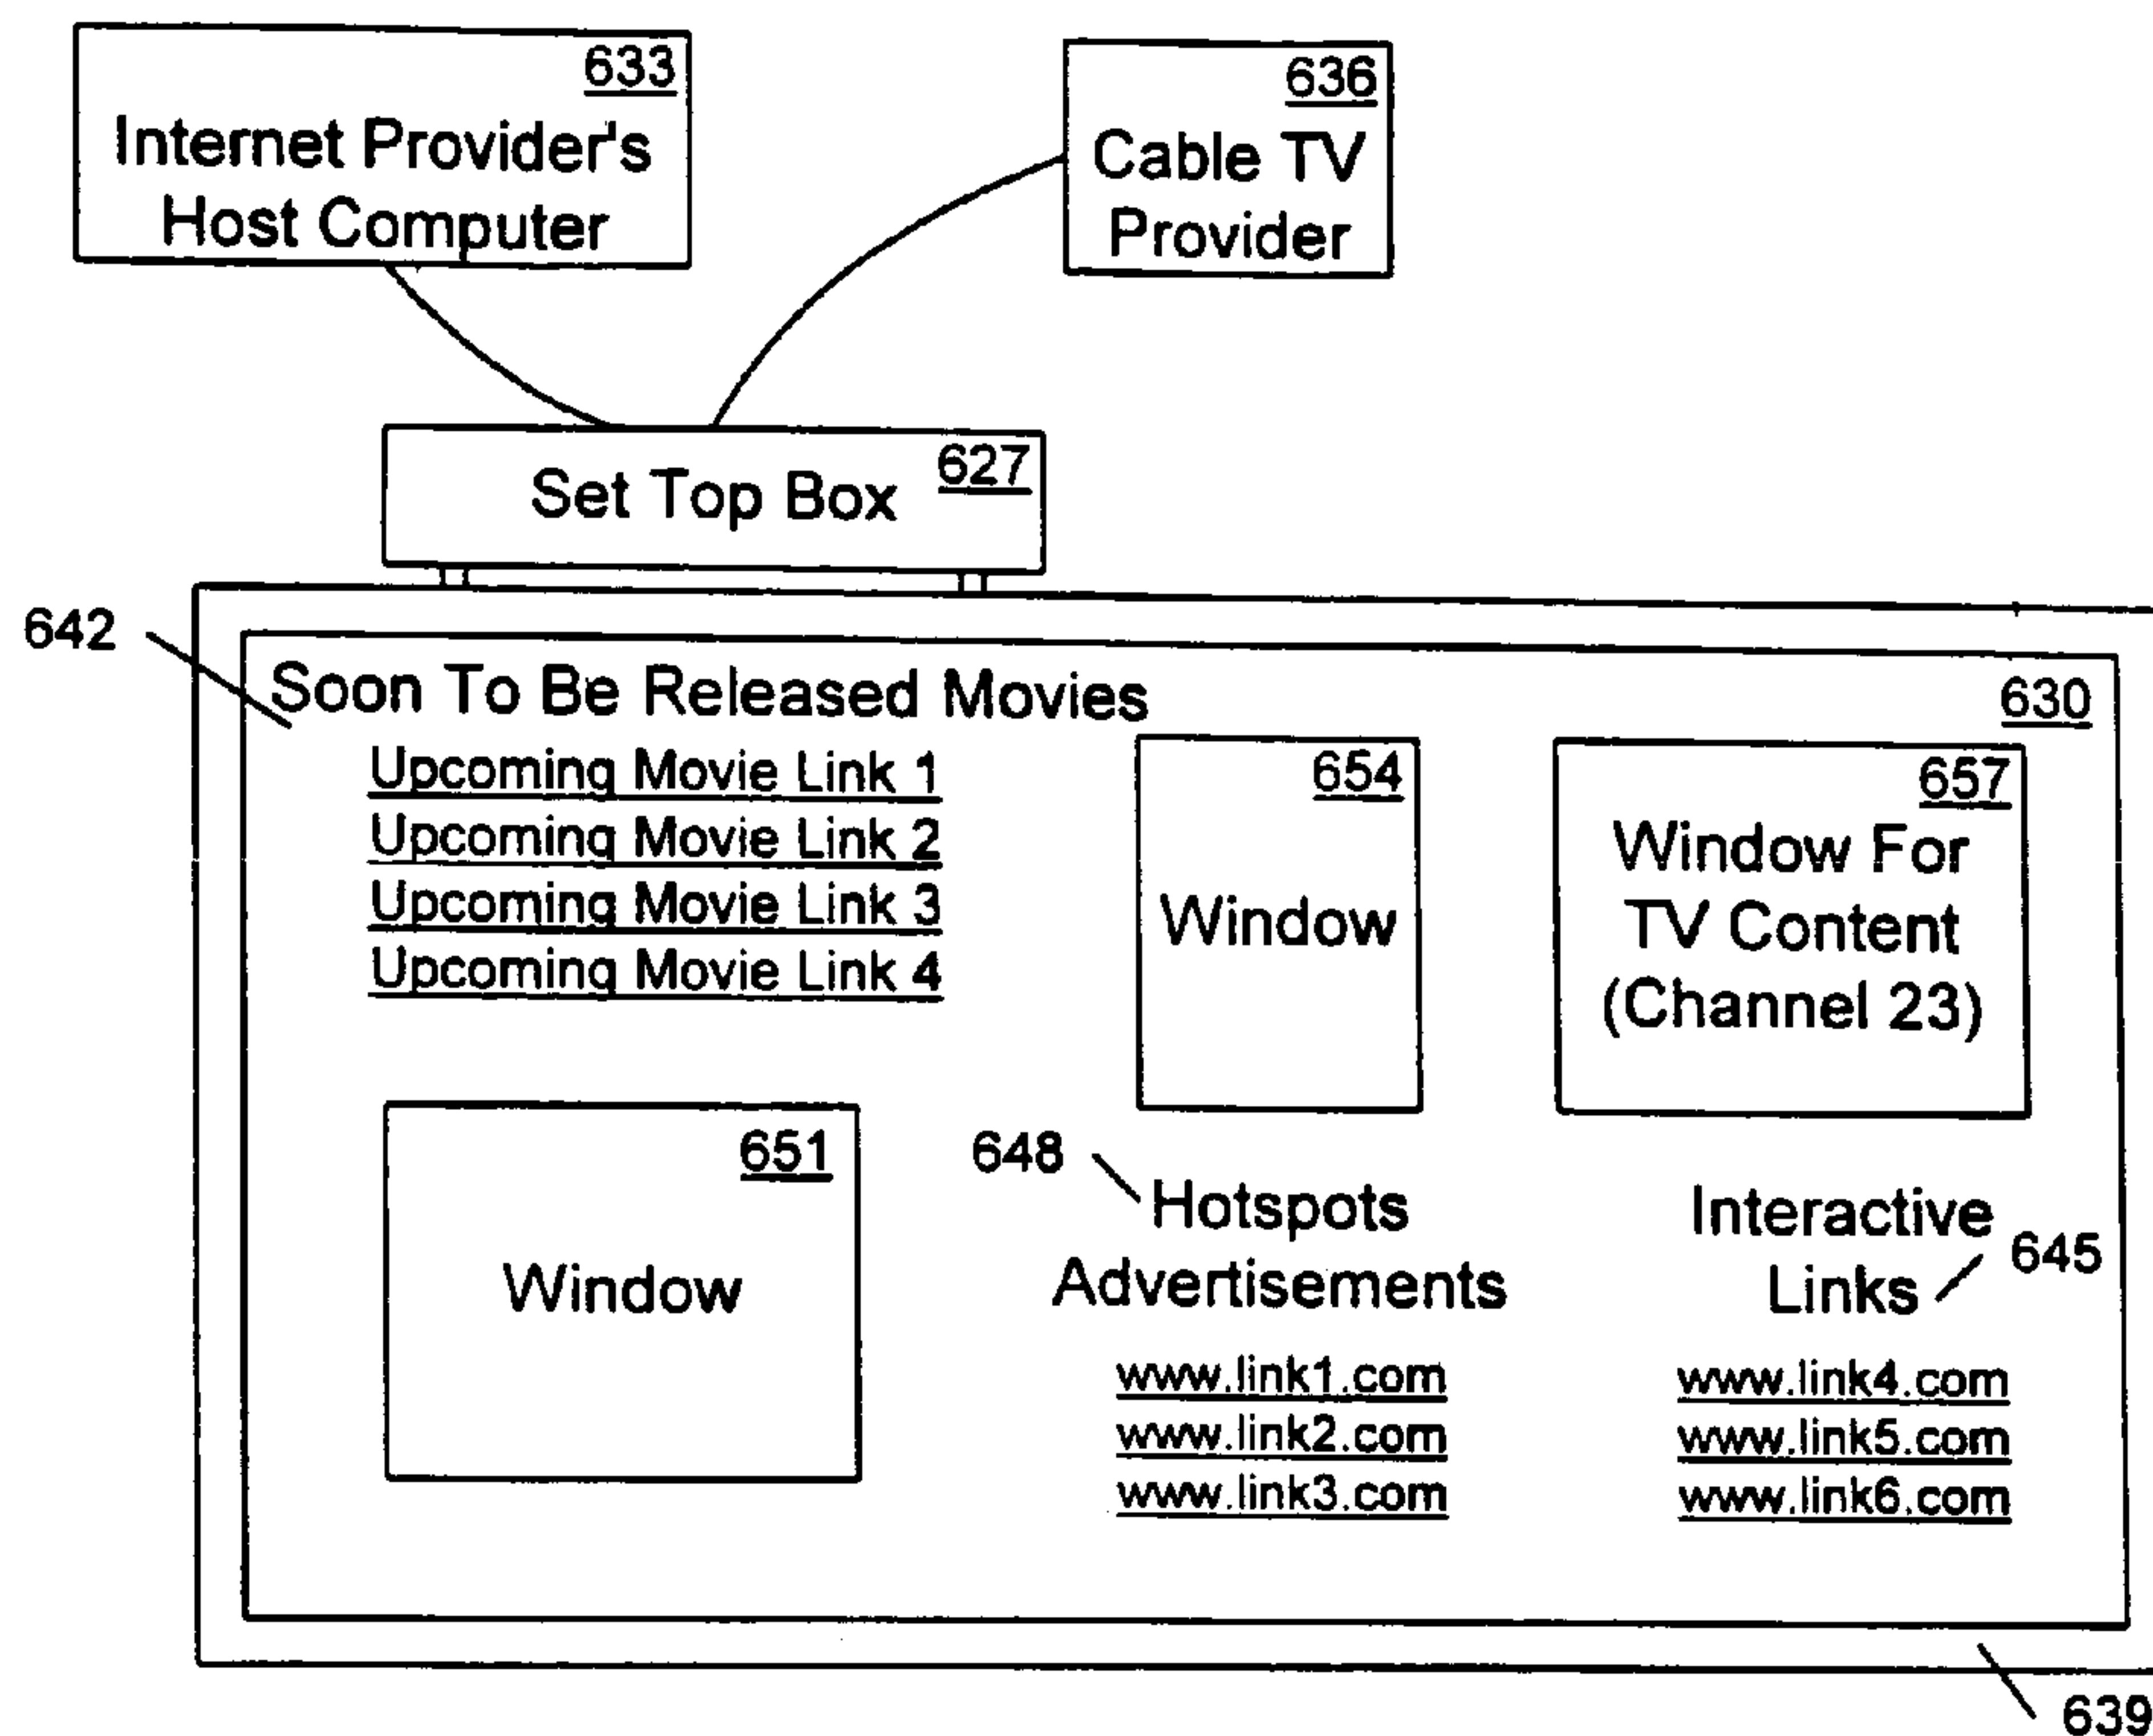 633
Internet Provider's
Host Computer
636
Cable TV
Provider
627
Set Top Box
642
Soon To Be Released Movies
630
Upcoming Movie Link 1
Upcoming Movie Link 2
Upcoming Movie Link 3
Upcoming Movie Link 4
654
Window
657
Window For
TV Content
(Channel 23)
651
Window
648
Hotspots
Advertisements
www.link1.com
www.link2.com
www.link3.com
Interactive
Links
645
www.link4.com
www.link5.com
www.link6.com
639